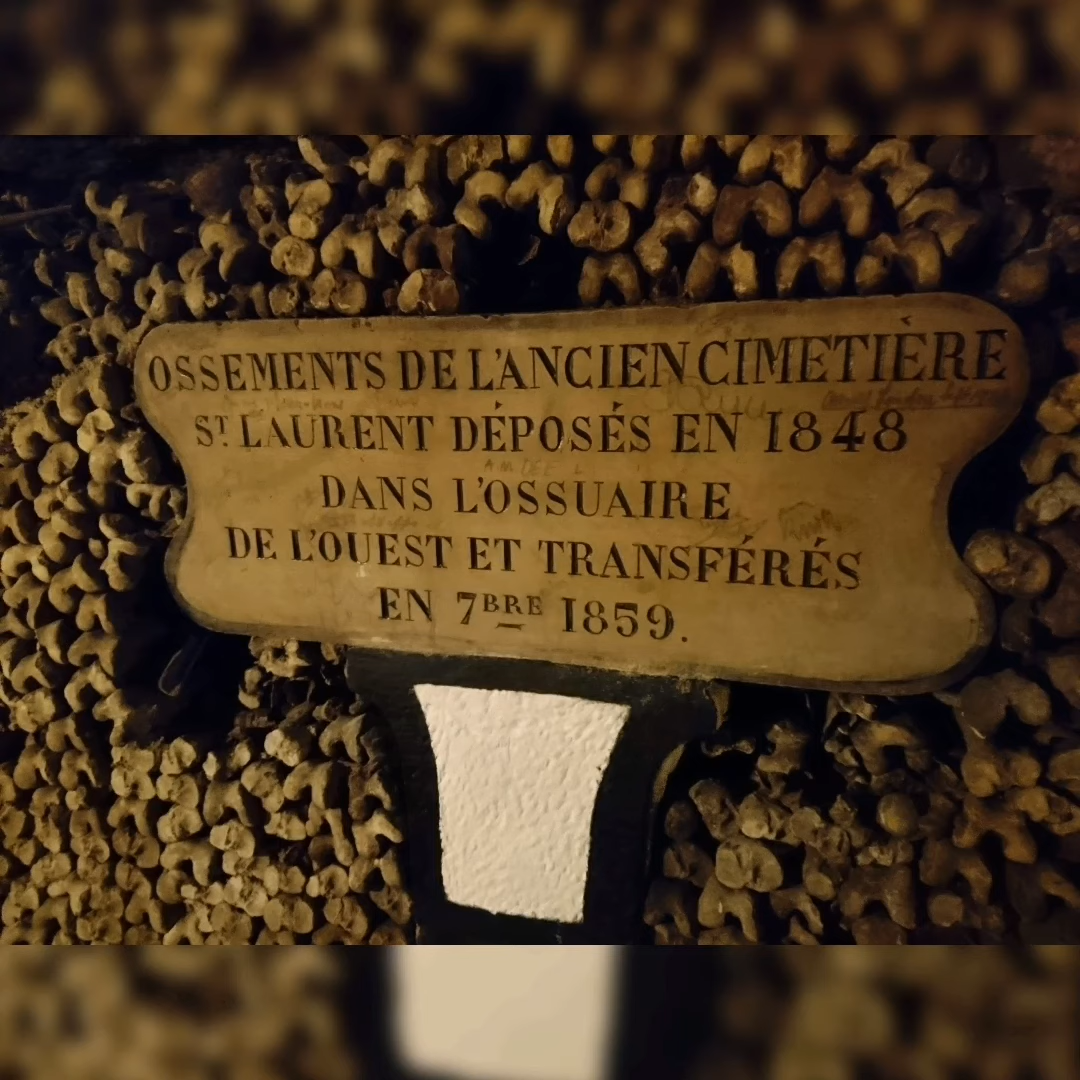 OSSEMENTS DE L'ANCIEN CIMETIÈRE
ST. LAURENT DÉPOSÉS EN 1848
DANS L'OSSUAIRE
DE L'OUEST ET TRANSFÉRÉS
EN 7BRE 1859.